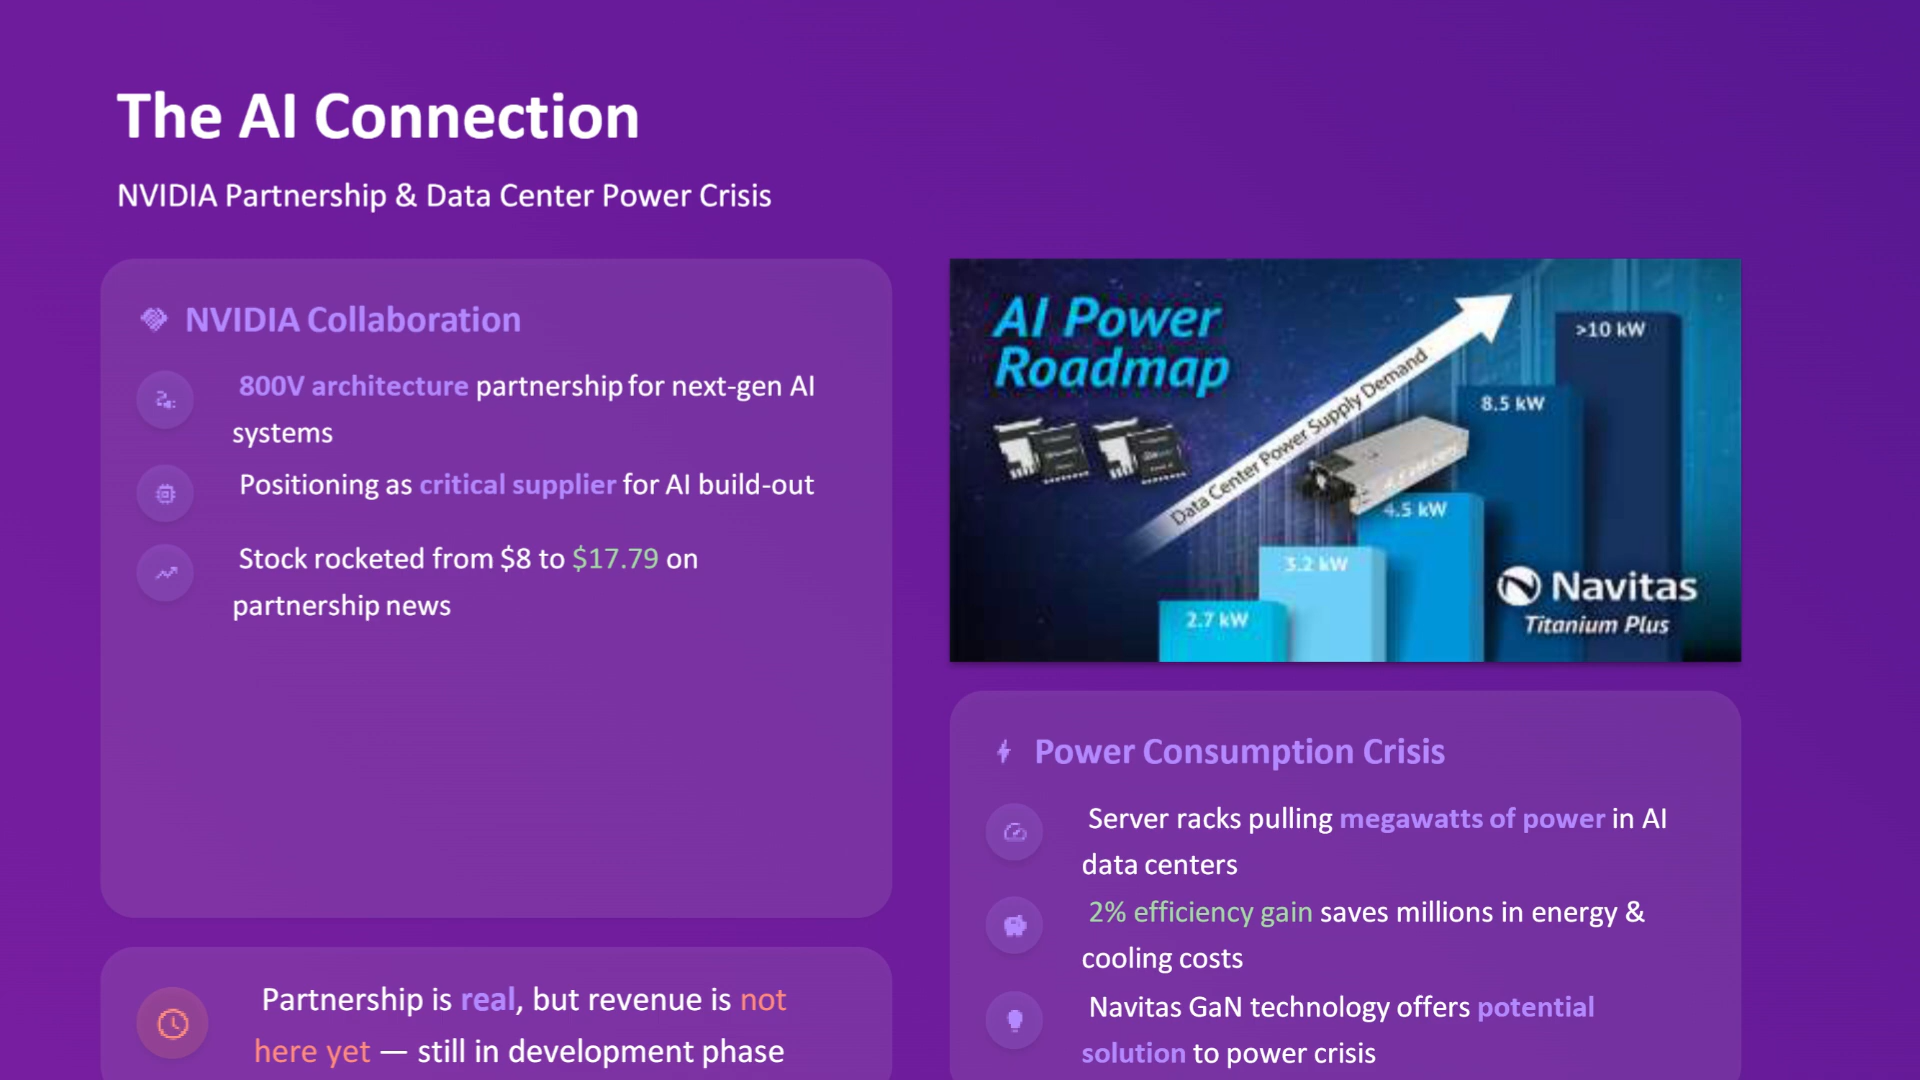 The AI Connection
NVIDIA Partnership & Data Center Power Crisis
NVIDIA Collaboration
800V architecture partnership for next-gen AI
systems
Positioning as critical supplier for AI build-out
Stock rocketed from $8 to $17.79 on
partnership news
Partnership is real, but revenue is not
here yet — still in development phase
AI Power
Roadmap
Data Center Power Supply Demand
>10 kW
8.5 kW
4.5 kW
3.2 kW
2.7 kW
Navitas
Titanium Plus
Power Consumption Crisis
Server racks pulling megawatts of power in AI
data centers
2% efficiency gain saves millions in energy &
cooling costs
Navitas GaN technology offers potential
solution to power crisis